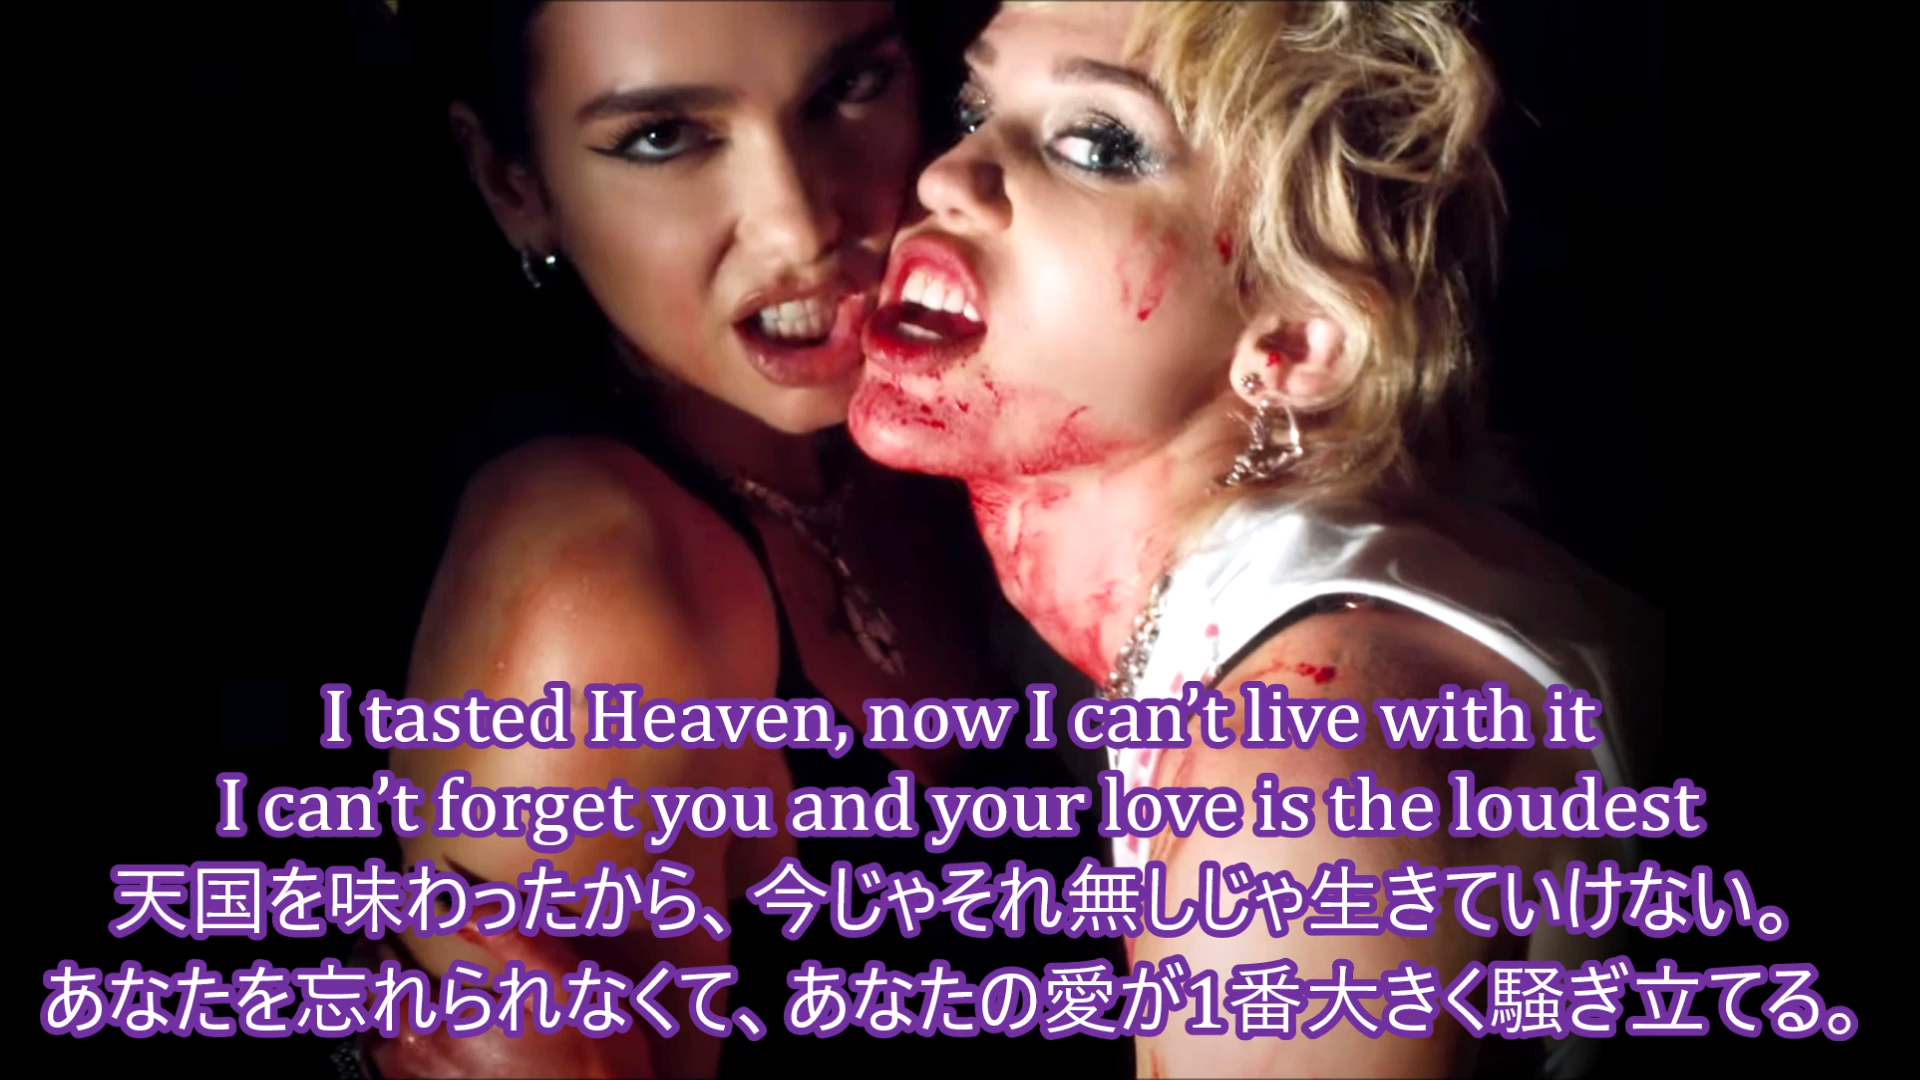 I tasted Heaven, now I can’t live with it
I can’t forget you and your love is the loudest
天国を味わったから、今じゃそれ無しじゃ生きていけない。
あなたを忘れられなくて、あなたの愛が1番大きく騒ぎ立てる。